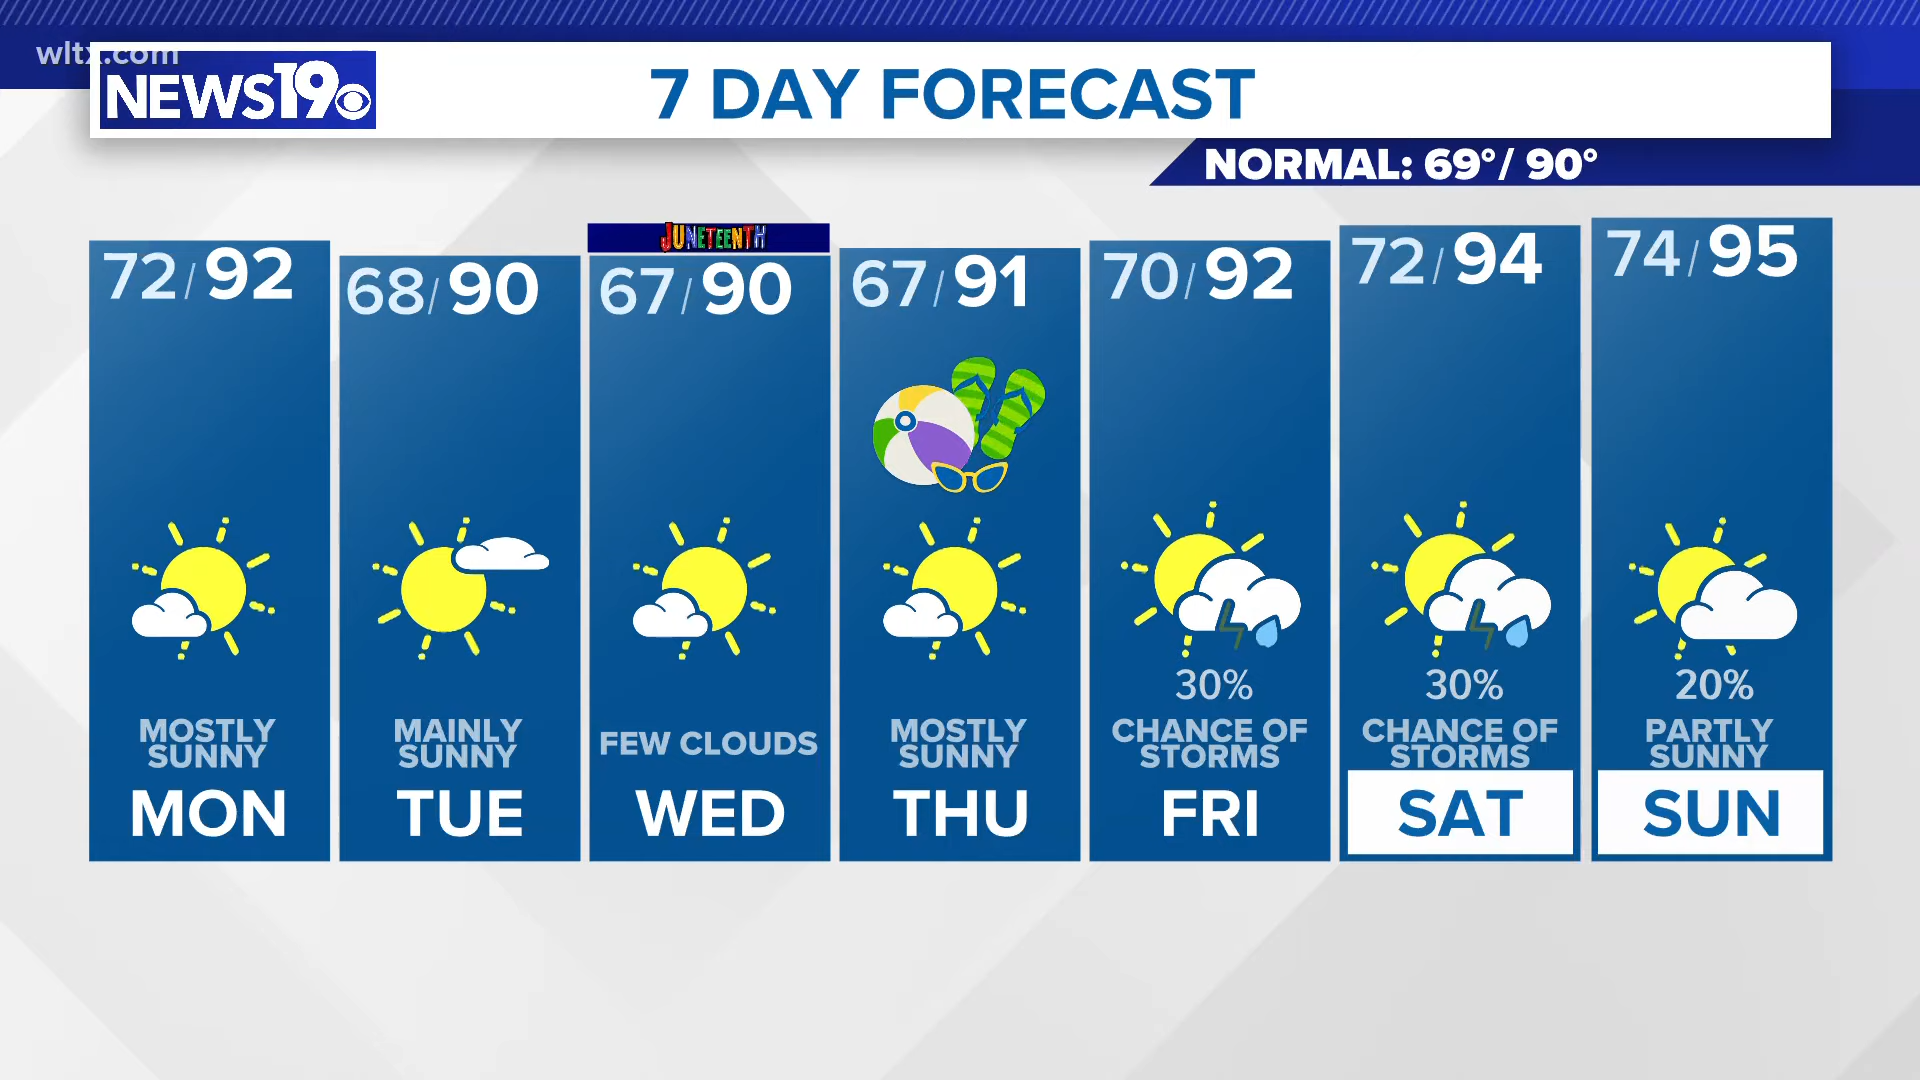 wltx.com
NEWS19
7 DAY FORECAST
NORMAL: 69°/ 90°
JUNETEENTH
72/92
68/90
67/90
67/91
70/92
72/94
74/95
30%
30%
20%
MOSTLY
SUNNY
MAINLY
SUNNY
FEW CLOUDS
MOSTLY
SUNNY
CHANCE OF
STORMS
CHANCE OF
STORMS
PARTLY
SUNNY
MON
TUE
WED
THU
FRI
SAT
SUN